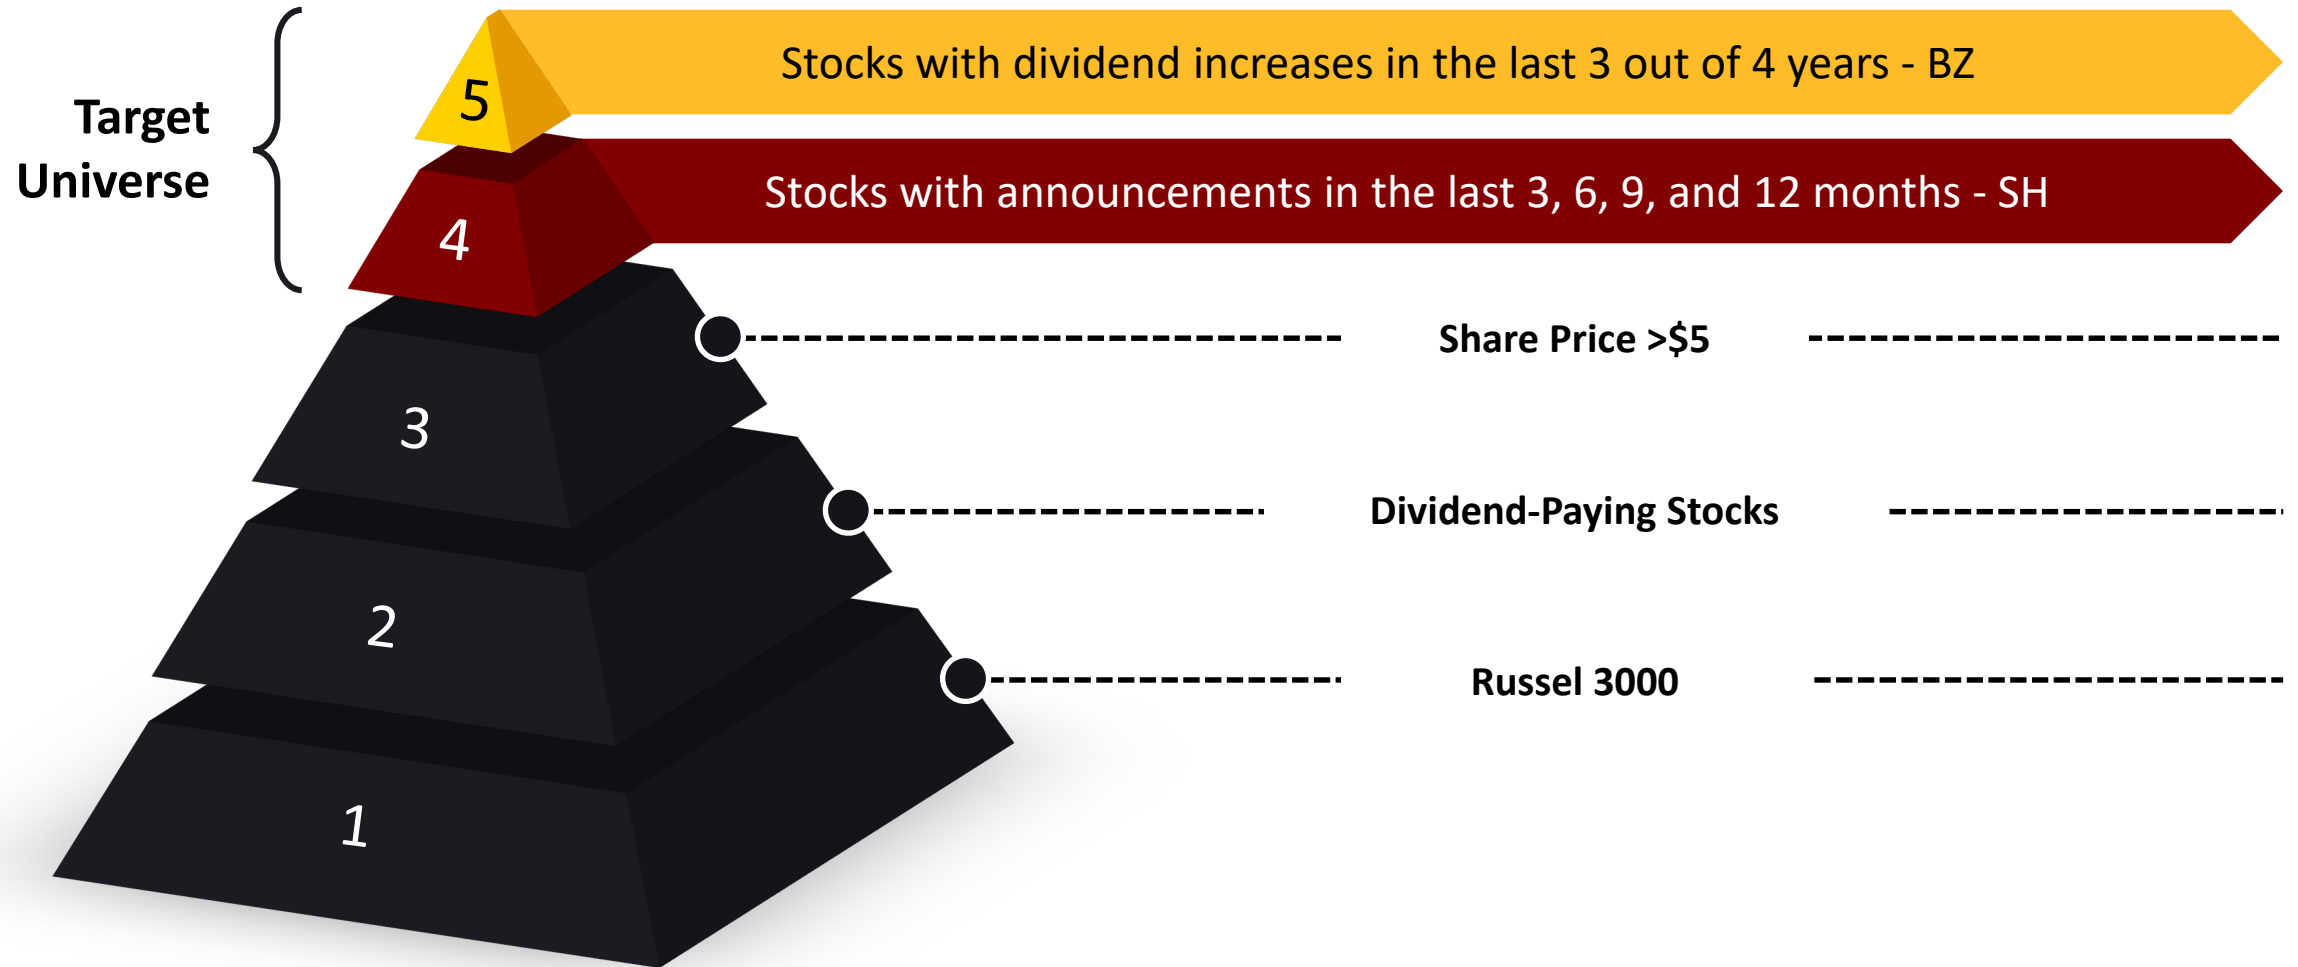 Target
Universe
5
Stocks with dividend increases in the last 3 out of 4 years - BZ
4
Stocks with announcements in the last 3, 6, 9, and 12 months - SH
3
Share Price >$5
2
Dividend-Paying Stocks
1
Russel 3000